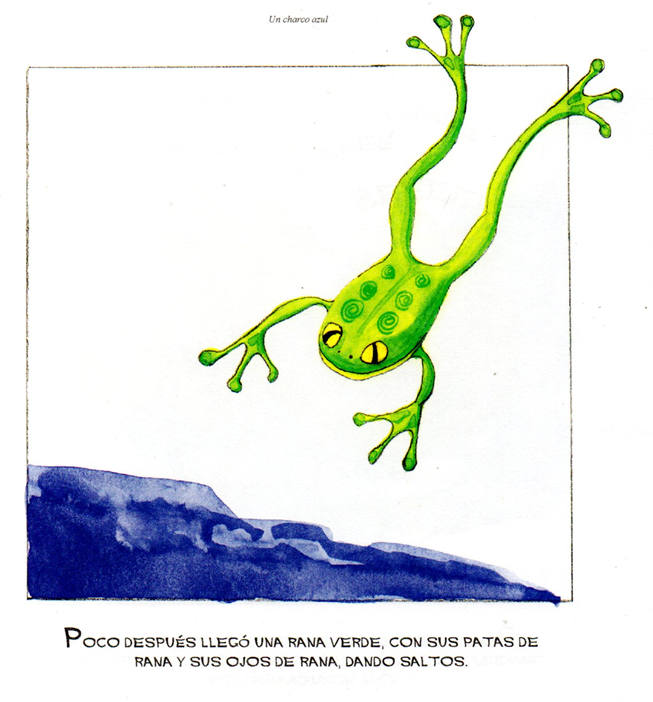 Un charco azul
POCO DESPUÉS LLEGÓ UNA RANA VERDE, CON SUS PATAS DE
RANA Y SUS OJOS DE RANA, DANDO SALTOS.